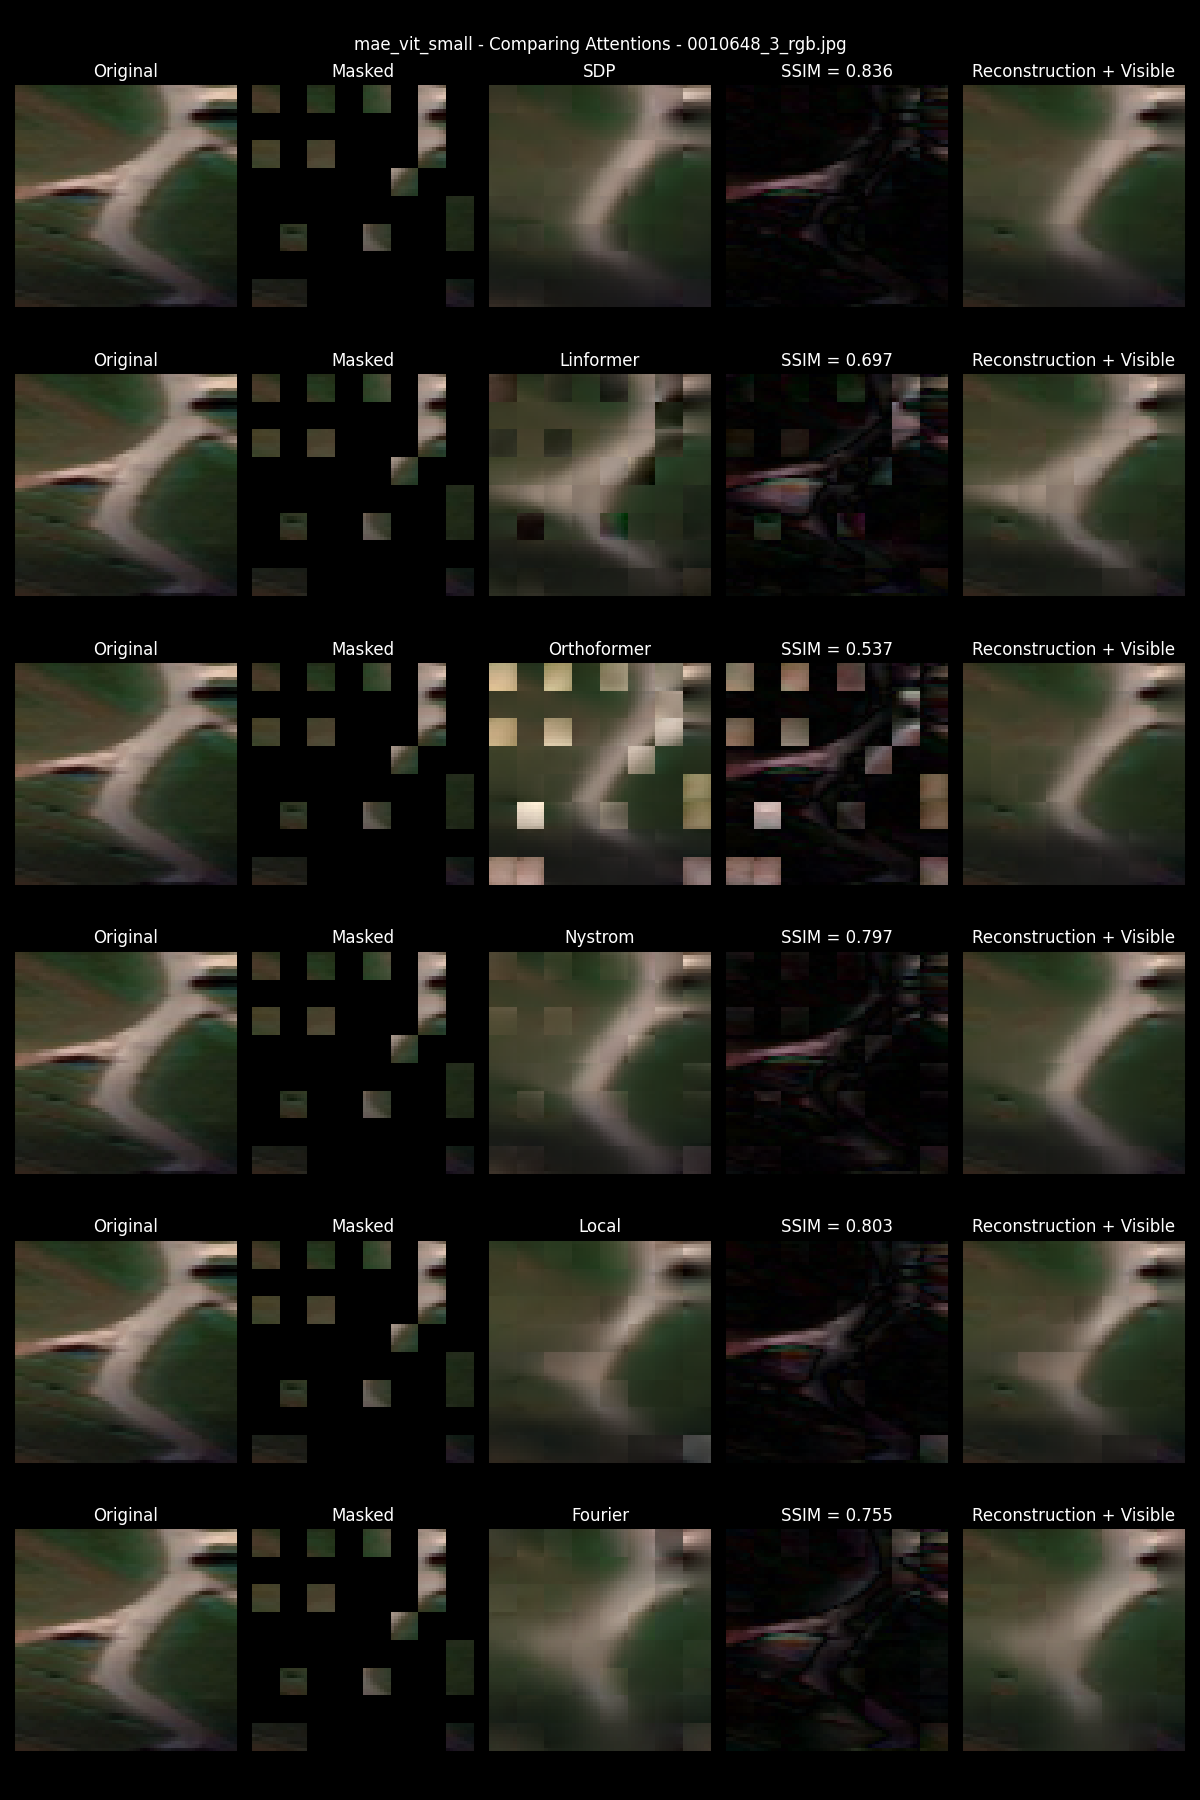 mae_vit_small - Comparing Attentions - 0010648_3_rgb.jpg
Original Masked SDP SSIM = 0.836 Reconstruction + Visible
Original Masked Linformer SSIM = 0.697 Reconstruction + Visible
Original Masked Orthoformer SSIM = 0.537 Reconstruction + Visible
Original Masked Nystrom SSIM = 0.797 Reconstruction + Visible
Original Masked Local SSIM = 0.803 Reconstruction + Visible
Original Masked Fourier SSIM = 0.755 Reconstruction + Visible